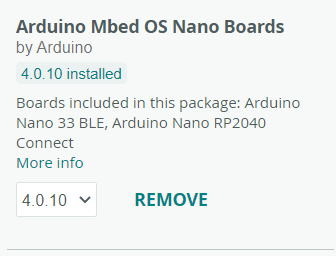 Arduino Mbed OS Nano Boards
by Arduino
4.0.10 installed
Boards included in this package: Arduino
Nano 33 BLE, Arduino Nano RP2040
Connect
More info
4.0.10
REMOVE